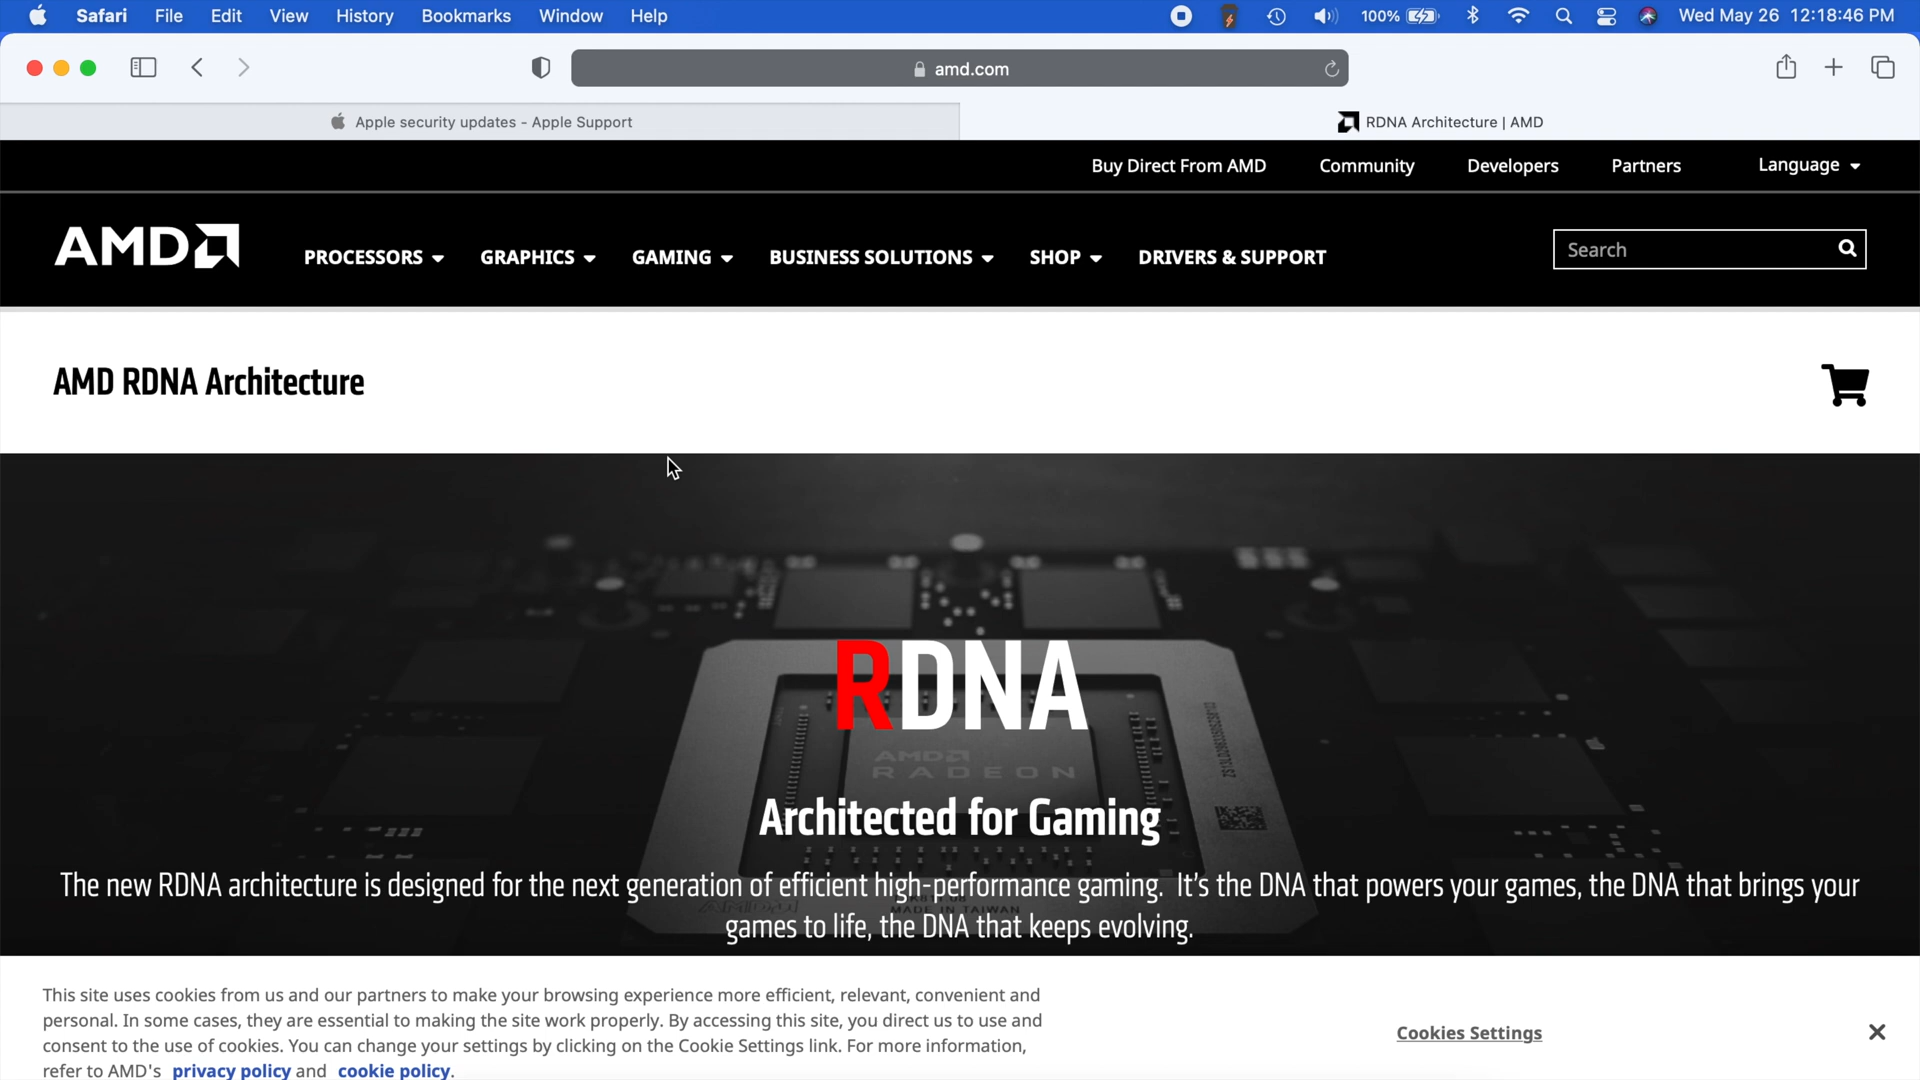 Safari File Edit View History Bookmarks Window Help 100% Wed May 26 12:18:46 PM
amd.com
Apple security updates - Apple Support RDNA Architecture | AMD
Buy Direct From AMD Community Developers Partners Language
AMD PROCESSORS GRAPHICS GAMING BUSINESS SOLUTIONS SHOP DRIVERS & SUPPORT Search
AMD RDNA Architecture
RDNA
AMD
RADEON
Architected for Gaming
The new RDNA architecture is designed for the next generation of efficient high-performance gaming. It's the DNA that powers your games, the DNA that brings your
MADE IN TAIWAN
games to life, the DNA that keeps evolving.
This site uses cookies from us and our partners to make your browsing experience more efficient, relevant, convenient and
personal. In some cases, they are essential to making the site work properly. By accessing this site, you direct us to use and
consent to the use of cookies. You can change your settings by clicking on the Cookie Settings link. For more information,
refer to AMD's privacy policy and cookie policy.
Cookies Settings